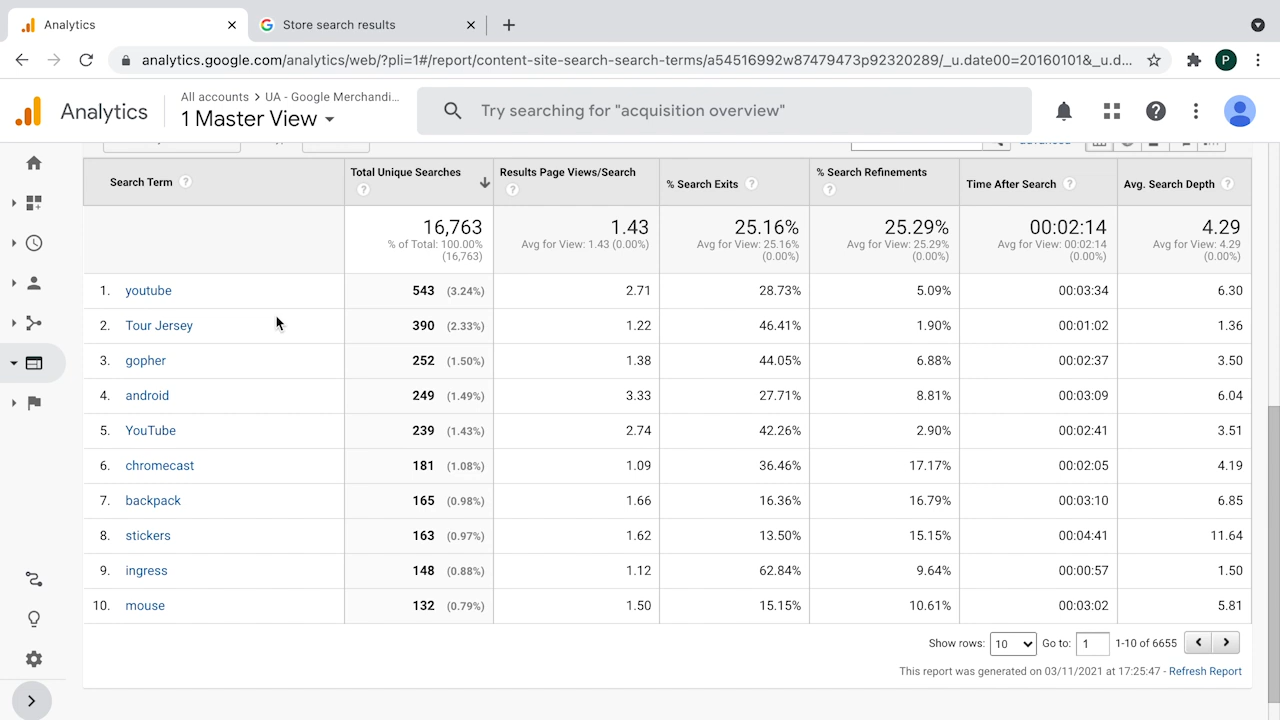 Analytics
Store search results
analytics.google.com/analytics/web/?pli=1#/report/content-site-search-search-terms/a54516992w87479473p92320289/_u.date00=20160101&_u.d...
P
Analytics
All accounts > UA - Google Merchandi...
1 Master View
Try searching for "acquisition overview"
Search Term ?
Total Unique Searches ?
Results Page Views/Search ?
% Search Exits ?
% Search Refinements ?
Time After Search ?
Avg. Search Depth ?
16,763 1.43 25.16% 25.29% 00:02:14 4.29
% of Total: 100.00% (16,763)
Avg for View: 1.43 (0.00%)
Avg for View: 25.16% (0.00%)
Avg for View: 25.29% (0.00%)
Avg for View: 00:02:14 (0.00%)
Avg for View: 4.29 (0.00%)
1. youtube 543 (3.24%) 2.71 28.73% 5.09% 00:03:34 6.30
2. Tour Jersey 390 (2.33%) 1.22 46.41% 1.90% 00:01:02 1.36
3. gopher 252 (1.50%) 1.38 44.05% 6.88% 00:02:37 3.50
4. android 249 (1.49%) 3.33 27.71% 8.81% 00:03:09 6.04
5. YouTube 239 (1.43%) 2.74 42.26% 2.90% 00:02:41 3.51
6. chromecast 181 (1.08%) 1.09 36.46% 17.17% 00:02:05 4.19
7. backpack 165 (0.98%) 1.66 16.36% 16.79% 00:03:10 6.85
8. stickers 163 (0.97%) 1.62 13.50% 15.15% 00:04:41 11.64
9. ingress 148 (0.88%) 1.12 62.84% 9.64% 00:00:57 1.50
10. mouse 132 (0.79%) 1.50 15.15% 10.61% 00:03:02 5.81
Show rows: 10 Go to: 1 1-10 of 6655
This report was generated on 03/11/2021 at 17:25:47 - Refresh Report